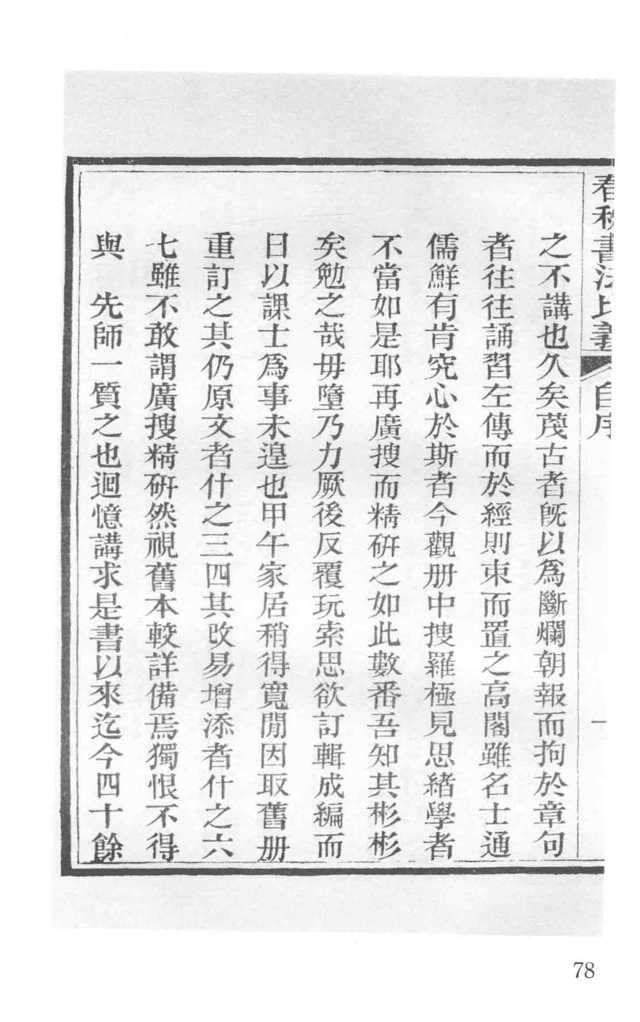 春秋書法比義
自序
一
之不講也久矣蔑古者旣以爲斷爛朝報而拘於章句
者往往誦習左傳而於經則束而置之高閣雖名士通
儒鮮有肯究心於斯者今觀册中搜羅極見思緒學者
不當如是耶再廣搜而精硏之如此數番吾知其彬彬
矣勉之哉毋墮乃力厥後反覆玩索思欲訂輯成編而
日以課士爲事未遑也甲午家居稍得寬閒因取舊册
重訂之其仍原文者什之三四其改易增添者什之六
七雖不敢謂廣搜精硏然視舊本較詳備焉獨恨不得
與　先師一質之也迴憶講求是書以來迄今四十餘
78